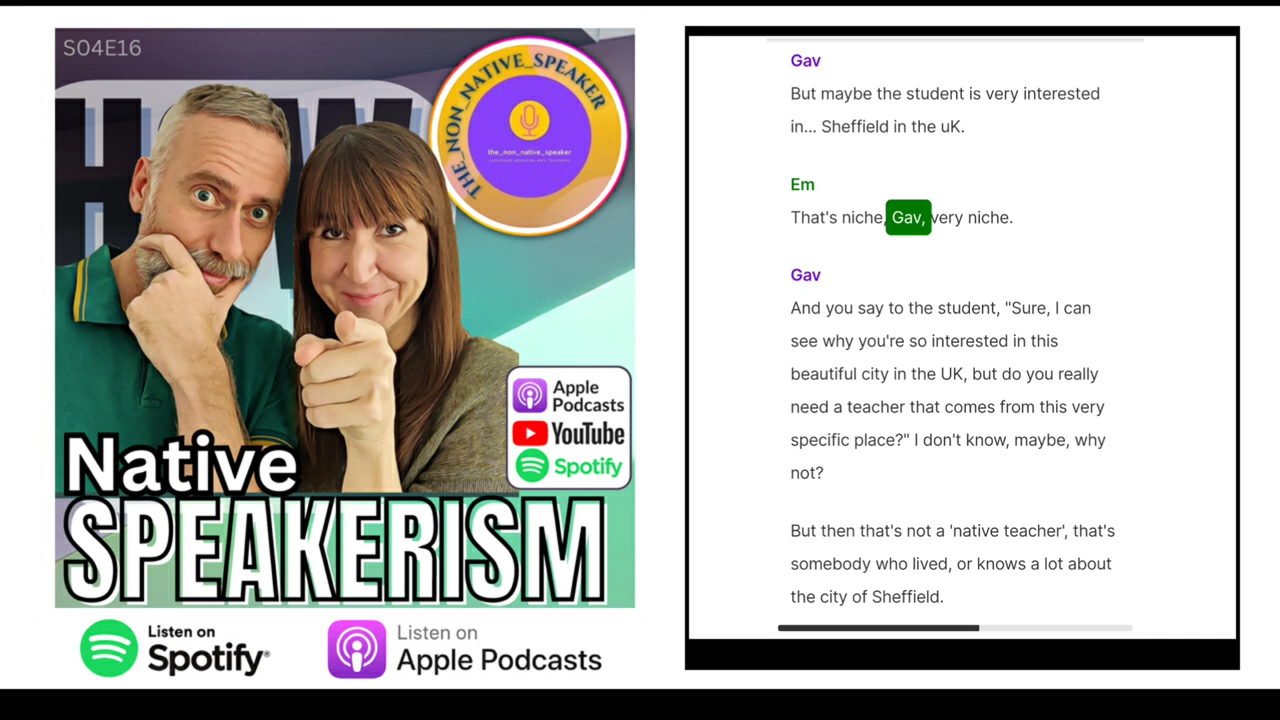 S04E16
HOW
THE_NON_NATIVE_SPEAKER
the_non_native_speaker
Apple
Podcasts
YouTube
Spotify
Native
SPEAKERISM
Listen on
Spotify®
Listen on
Apple Podcasts
Gav
But maybe the student is very interested
in... Sheffield in the uK.
Em
That's niche, Gav, very niche.
Gav
And you say to the student, "Sure, I can
see why you're so interested in this
beautiful city in the UK, but do you really
need a teacher that comes from this very
specific place?" I don't know, maybe, why
not?
But then that's not a 'native teacher', that's
somebody who lived, or knows a lot about
the city of Sheffield.